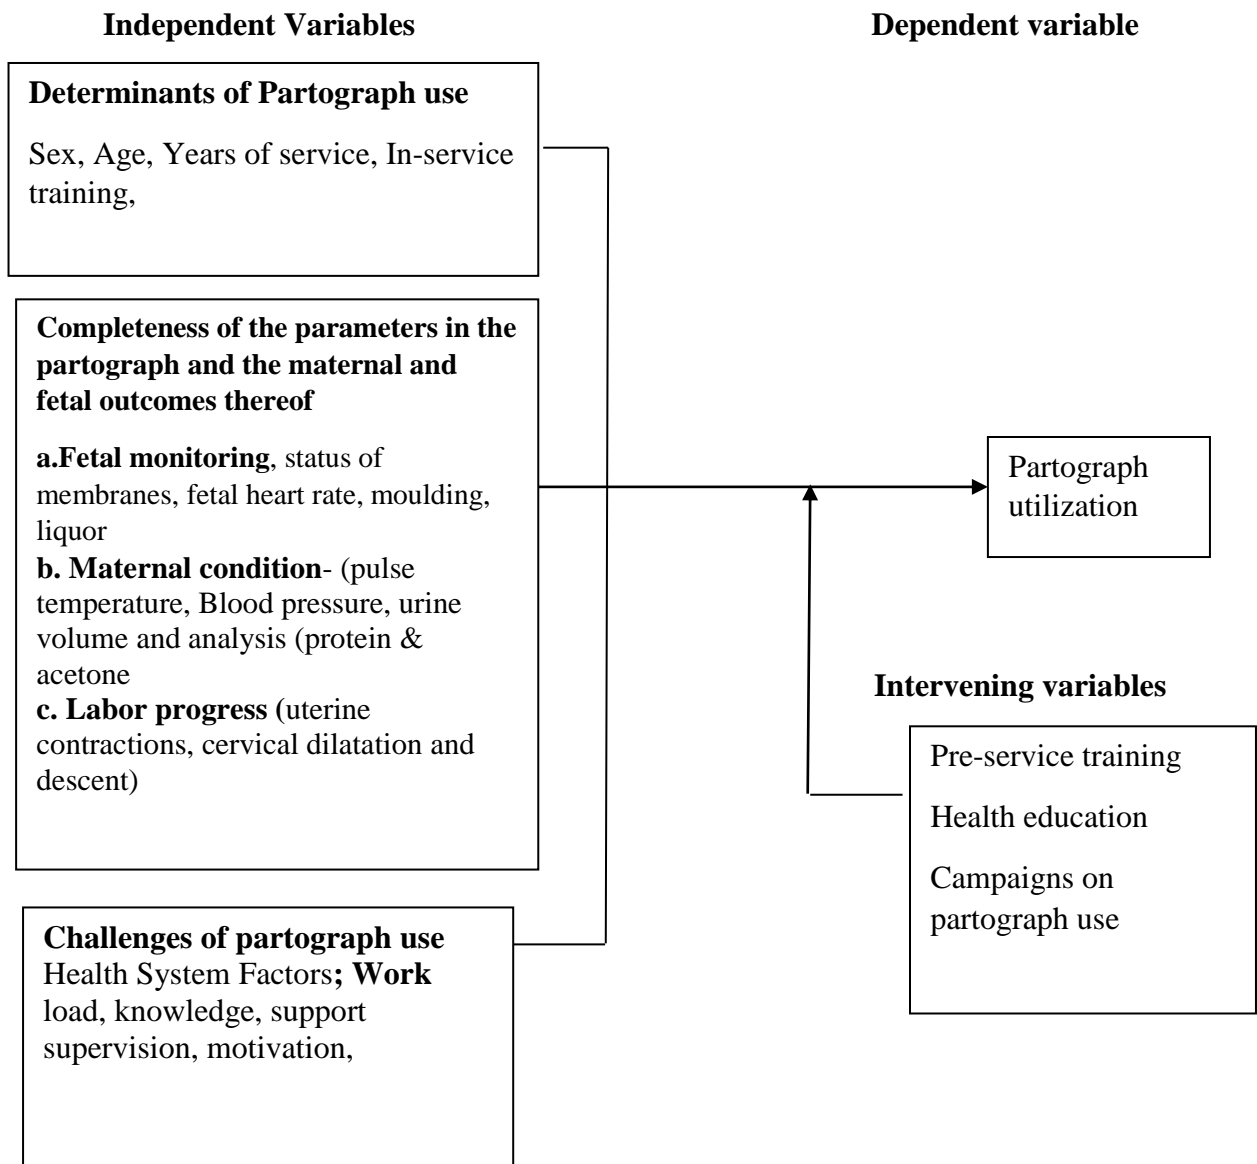 Independent Variables
Dependent variable
Determinants of Partograph use
Sex, Age, Years of service, In-service
training,
Completeness of the parameters in the
partograph and the maternal and
fetal outcomes thereof
a.Fetal monitoring, status of
membranes, fetal heart rate, moulding,
liquor
b. Maternal condition- (pulse
temperature, Blood pressure, urine
volume and analysis (protein &
acetone
c. Labor progress (uterine
contractions, cervical dilatation and
descent)
Challenges of partograph use
Health System Factors; Work
load, knowledge, support
supervision, motivation,
Partograph
utilization
Intervening variables
Pre-service training
Health education
Campaigns on
partograph use